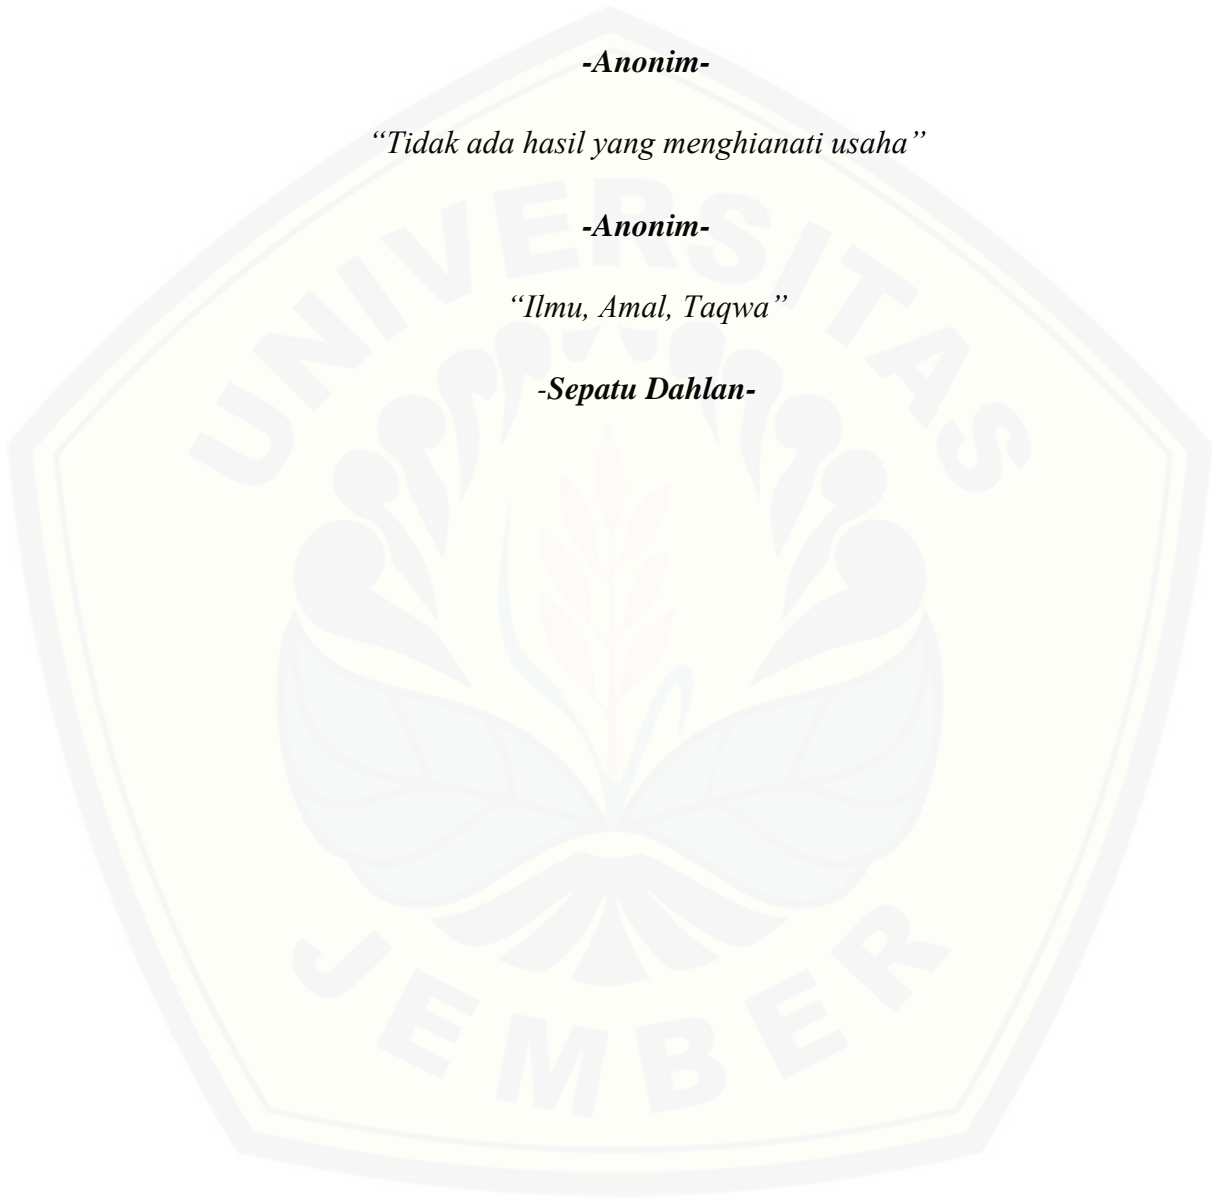 -Anonim-
“Tidak ada hasil yang menghianati usaha”
-Anonim-
“Ilmu, Amal, Taqwa”
-Sepatu Dahlan-
UNIVERSITAS
JEMBER